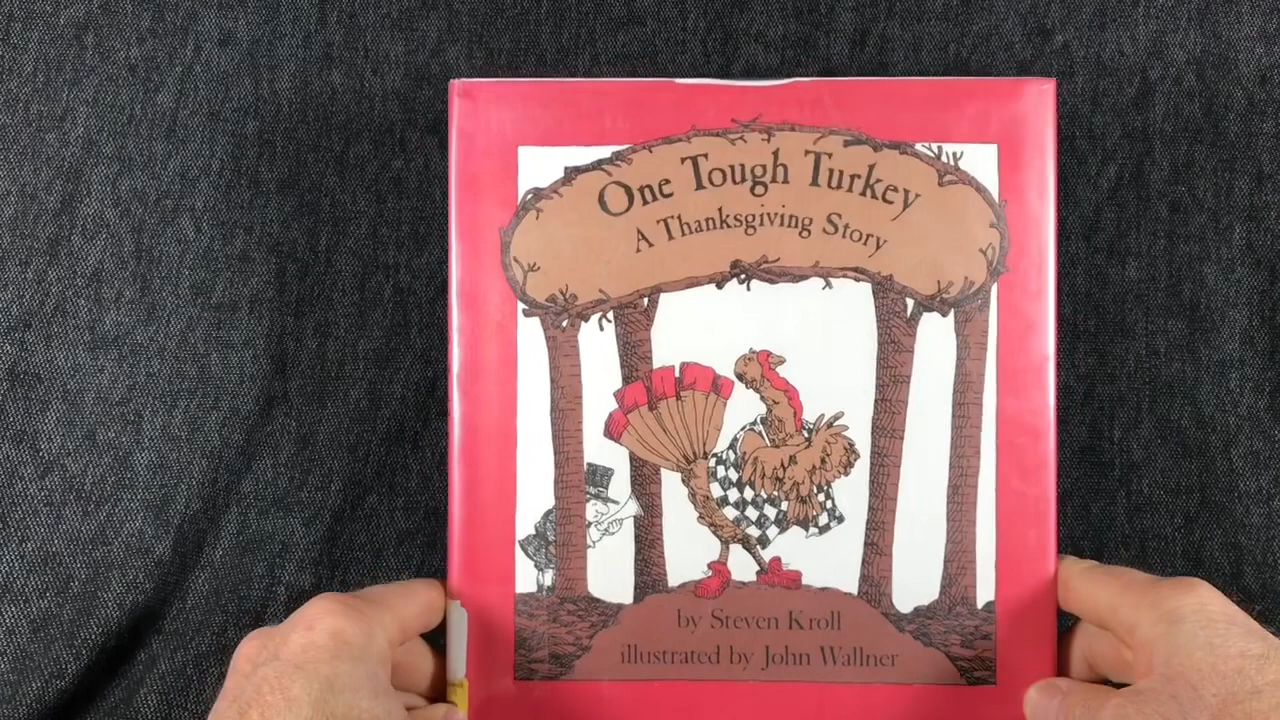 One Tough Turkey
A Thanksgiving Story
by Steven Kroll
illustrated by John Wallner